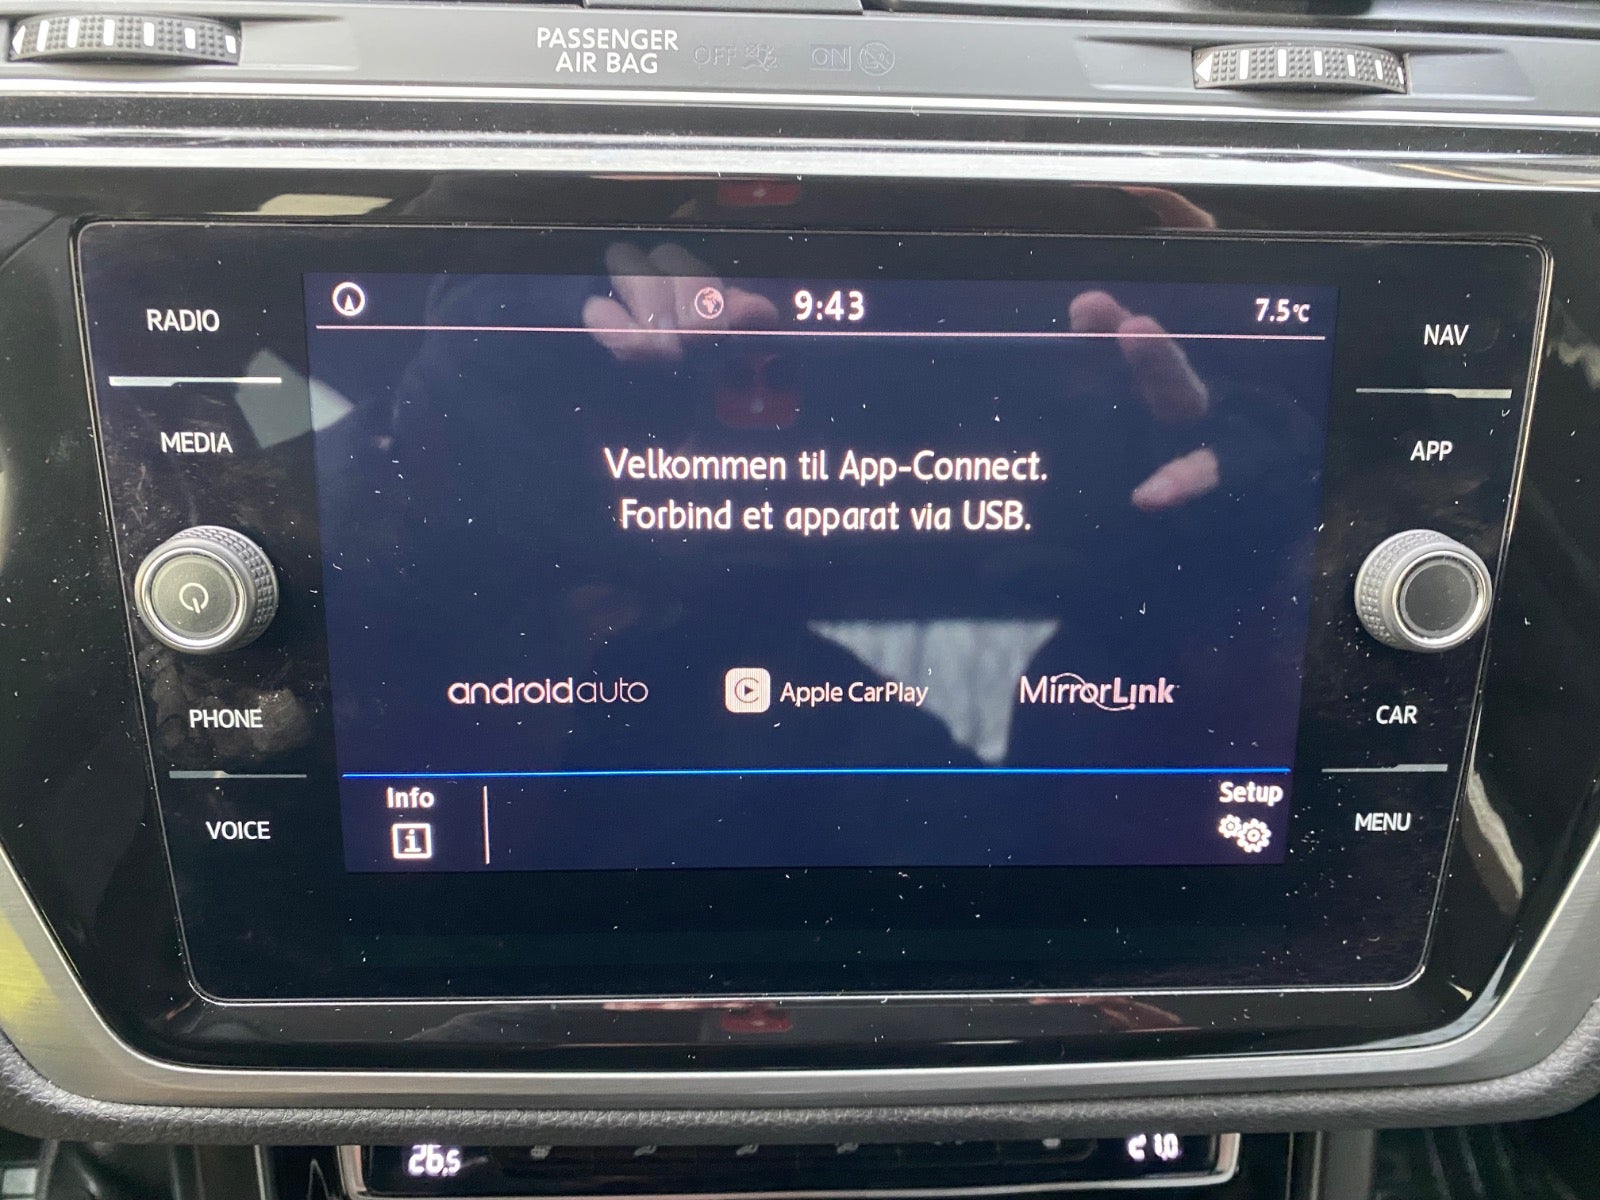 PASSENGER
AIR BAG
OFF
ON
RADIO
MEDIA
PHONE
VOICE
9:43
7.5°C
Velkommen til App-Connect.
Forbind et apparat via USB.
androidauto
Apple CarPlay
MirrorLink
Info
Setup
NAV
APP
CAR
MENU
26.5